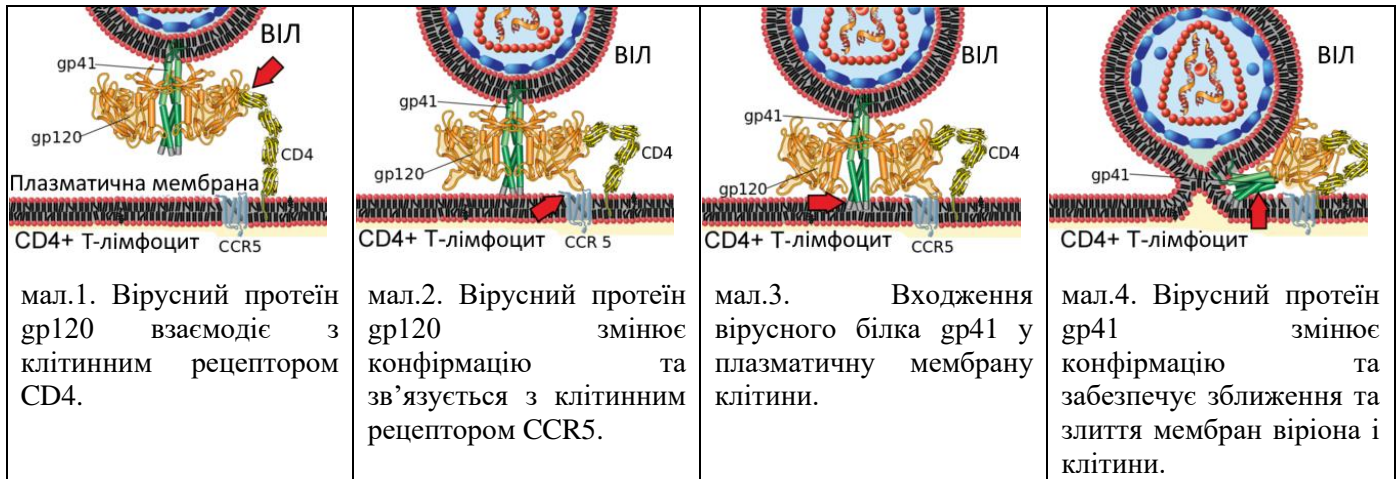 ВІЛ
gp41
gp120
CD4
Плазматична мембрана
CD4+ Т-лімфоцит
CCR5
мал.1. Вірусний протеїн
gp120 взаємодіє з
клітинним рецептором
CD4.
ВІЛ
gp41
gp120
CD4
CD4+ Т-лімфоцит
CCR 5
мал.2. Вірусний протеїн
gp120 змінює
конфірмацію та
зв’язується з клітинним
рецептором CCR5.
ВІЛ
gp41
gp120
CD4
CD4+ Т-лімфоцит
CCR5
мал.3. Входження
вірусного білка gp41 у
плазматичну мембрану
клітини.
ВІЛ
gp41
CD4+ Т-лімфоцит
мал.4. Вірусний протеїн
gp41 змінює
конфірмацію та
забезпечує зближення та
злиття мембран віріона і
клітини.